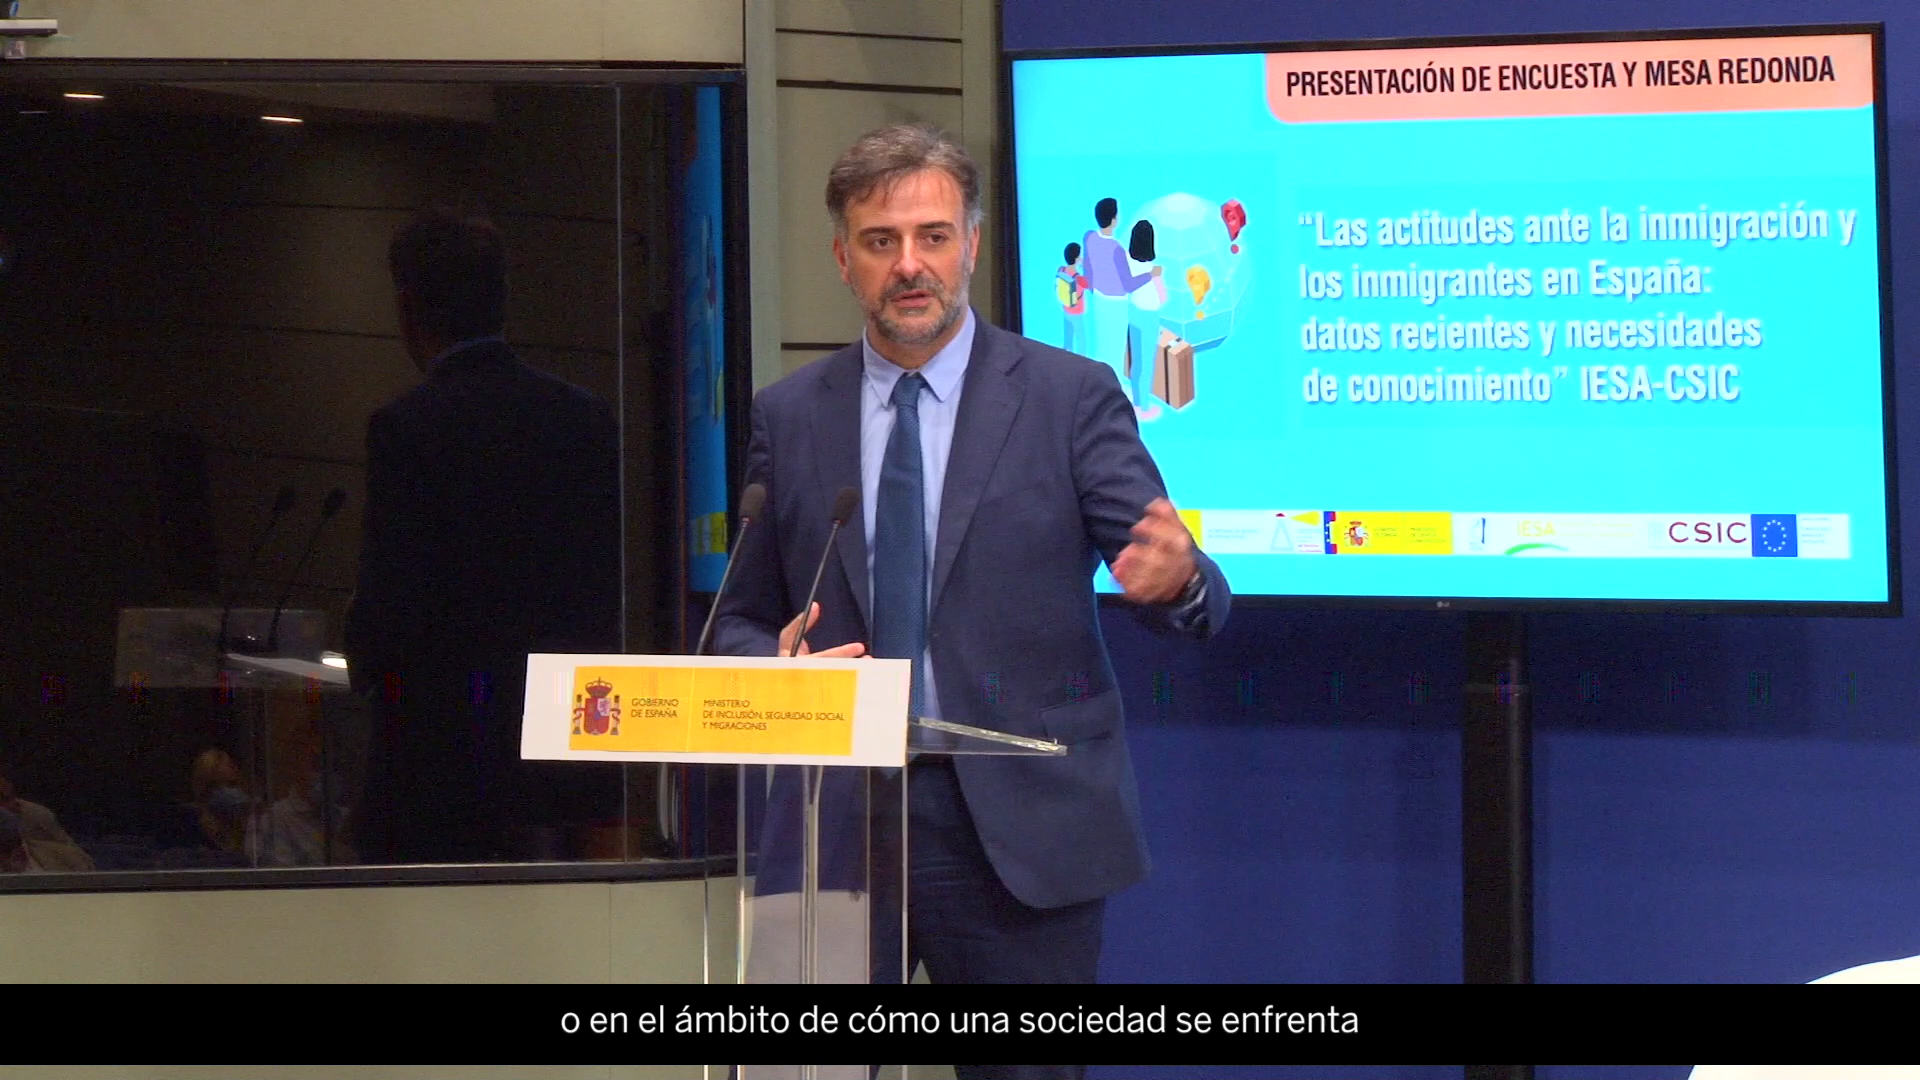 PRESENTACIÓN DE ENCUESTA Y MESA REDONDA
“Las actitudes ante la inmigración y
los inmigrantes en España:
datos recientes y necesidades
de conocimiento” IESA-CSIC
IESA
CSIC
GOBIERNO
DE ESPAÑA
MINISTERIO
DE INCLUSIÓN, SEGURIDAD SOCIAL
Y MIGRACIONES
o en el ámbito de cómo una sociedad se enfrenta